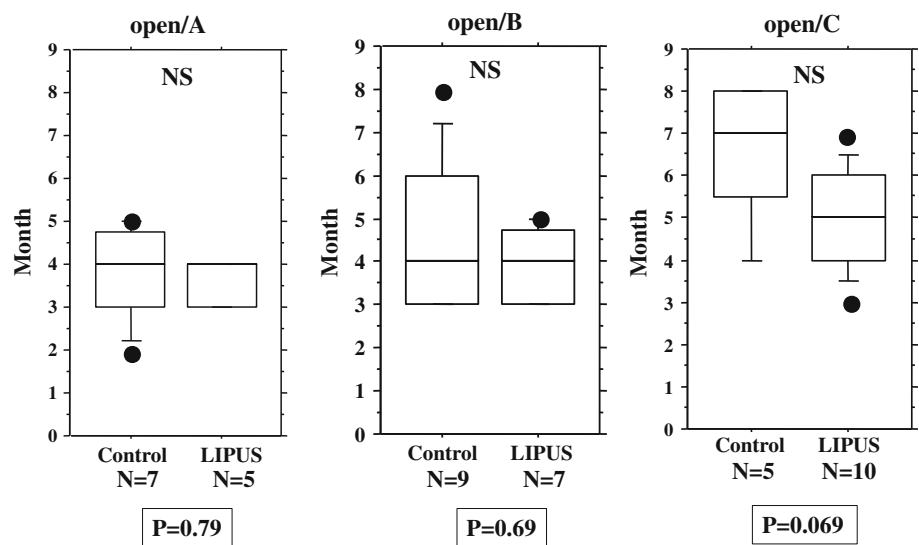 open/A
NS
Month
9
8
7
6
5
4
3
2
1
0
Control
N=7
LIPUS
N=5
P=0.79
open/B
NS
Month
9
8
7
6
5
4
3
2
1
0
Control
N=9
LIPUS
N=7
P=0.69
open/C
NS
Month
9
8
7
6
5
4
3
2
1
0
Control
N=5
LIPUS
N=10
P=0.069